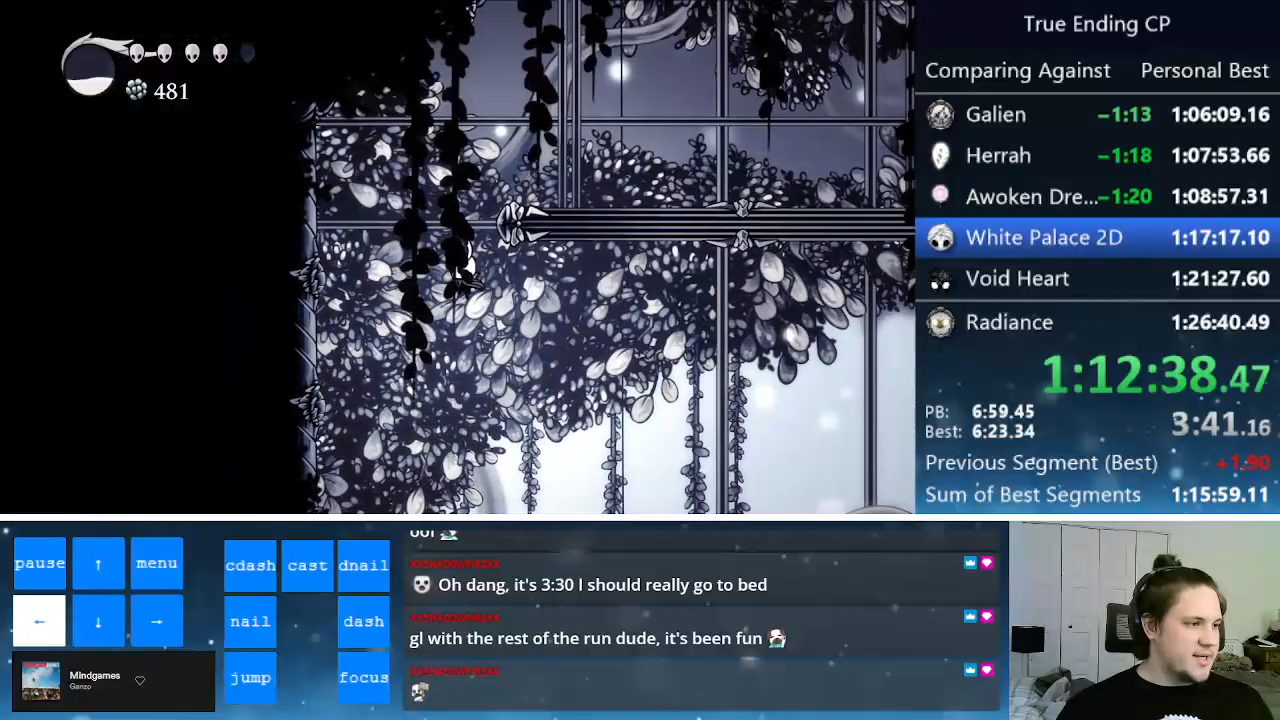 481
True Ending CP
Comparing Against Personal Best
Galien −1:13 1:06:09.16
Herrah −1:18 1:07:53.66
Awoken Dre... −1:20 1:08:57.31
White Palace 2D 1:17:17.10
Void Heart 1:21:27.60
Radiance 1:26:40.49
1:12:38.47
PB: 6:59.45
Best: 6:23.34
3:41.16
Previous Segment (Best) +1.90
Sum of Best Segments 1:15:59.11
pause ↑ menu
← ↓ →
cdash cast dnail
nail dash
jump focus
Mindgames
Ganzo
Oh dang, it's 3:30 I should really go to bed
gl with the rest of the run dude, it's been fun